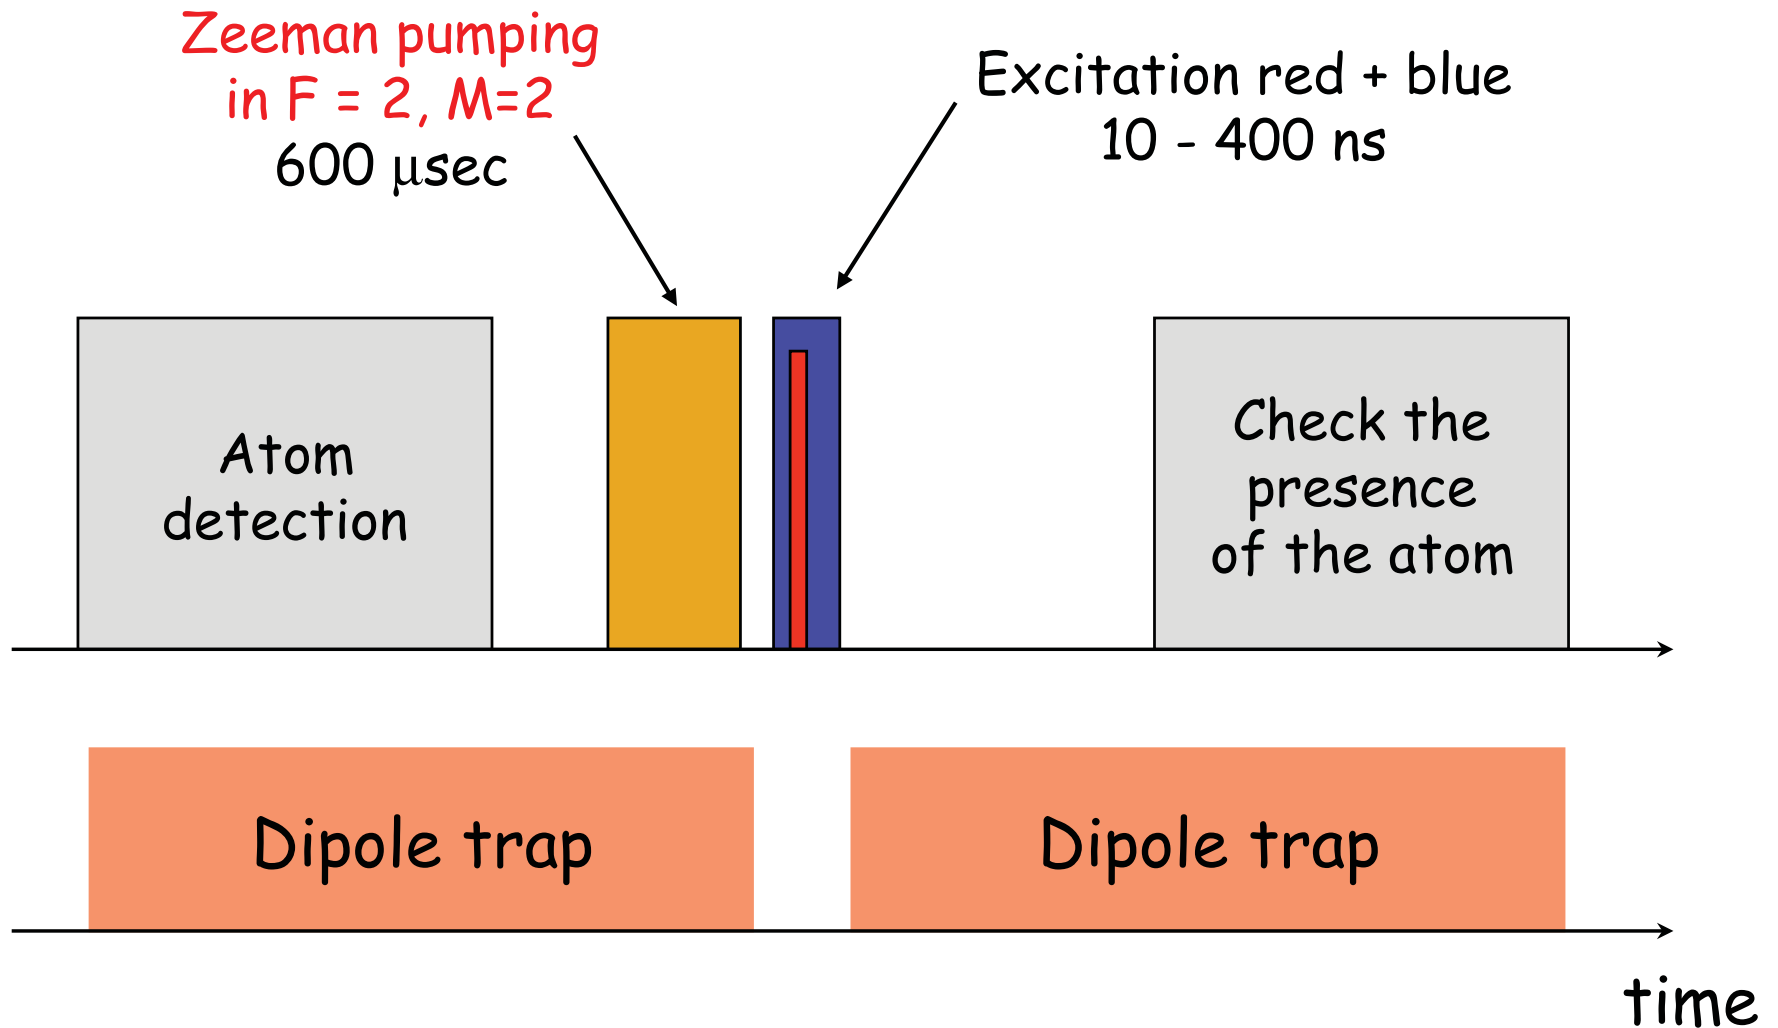 Zeeman pumping
in F = 2, M=2
600 μsec
Excitation red + blue
10 - 400 ns
Atom
detection
Check the
presence
of the atom
Dipole trap
Dipole trap
time